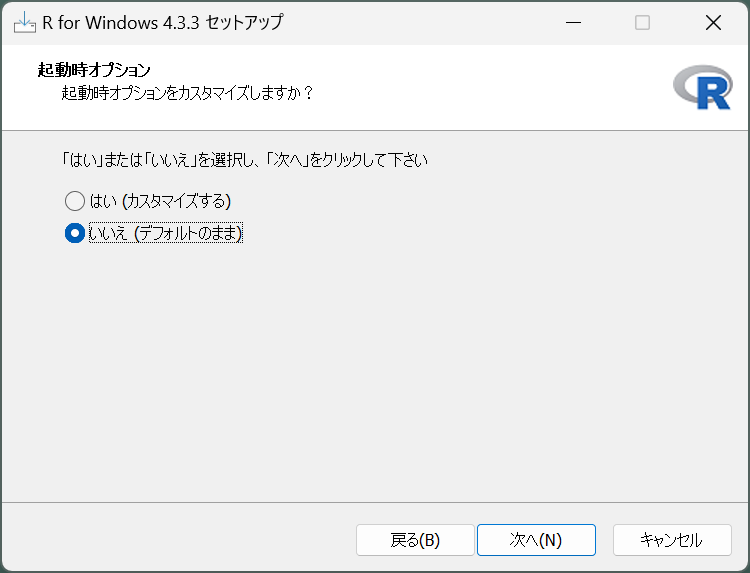 R for Windows 4.3.3 セットアップ
起動時オプション
起動時オプションをカスタマイズしますか？
R
「はい」または「いいえ」を選択し、「次へ」をクリックして下さい
はい (カスタマイズする)
いいえ (デフォルトのまま)
戻る(B) 次へ(N) キャンセル